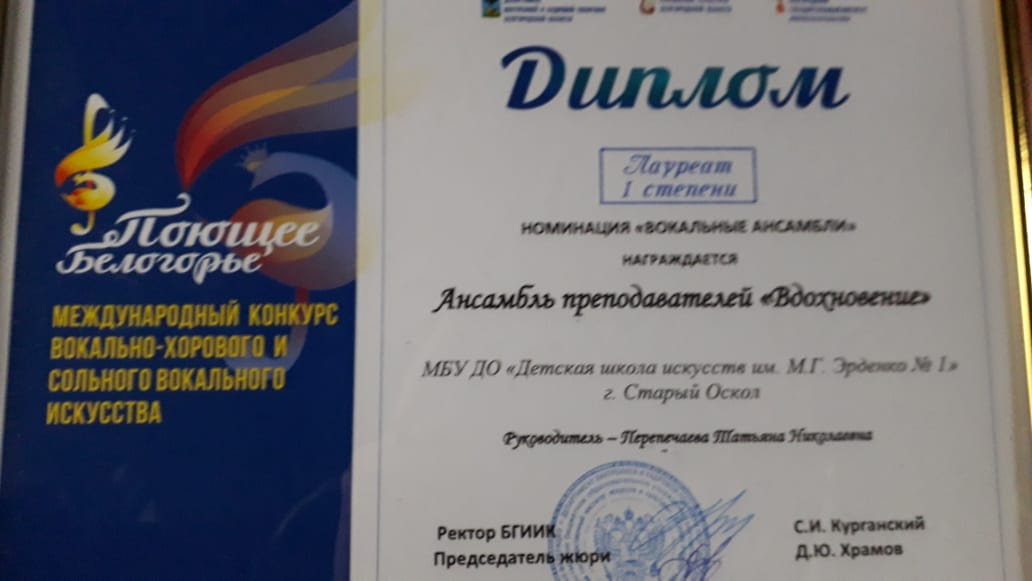 Поющее
Белогорье
МЕЖДУНАРОДНЫЙ КОНКУРС
ВОКАЛЬНО-ХОРОВОГО И
СОЛЬНОГО ВОКАЛЬНОГО
ИСКУССТВА
Диплом
Лауреат
1 степени
НОМИНАЦИЯ «ВОКАЛЬНЫЕ АНСАМБЛИ»
НАГРАЖДАЕТСЯ
Ансамбль преподавателей «Вдохновение»
МБУ ДО «Детская школа искусств им. М.Г. Эрденко № 1»
г. Старый Оскол
Руководитель – Перепечаева Татьяна Николаевна
Ректор БГИИК С.И. Курганский
Председатель жюри Д.Ю. Храмов